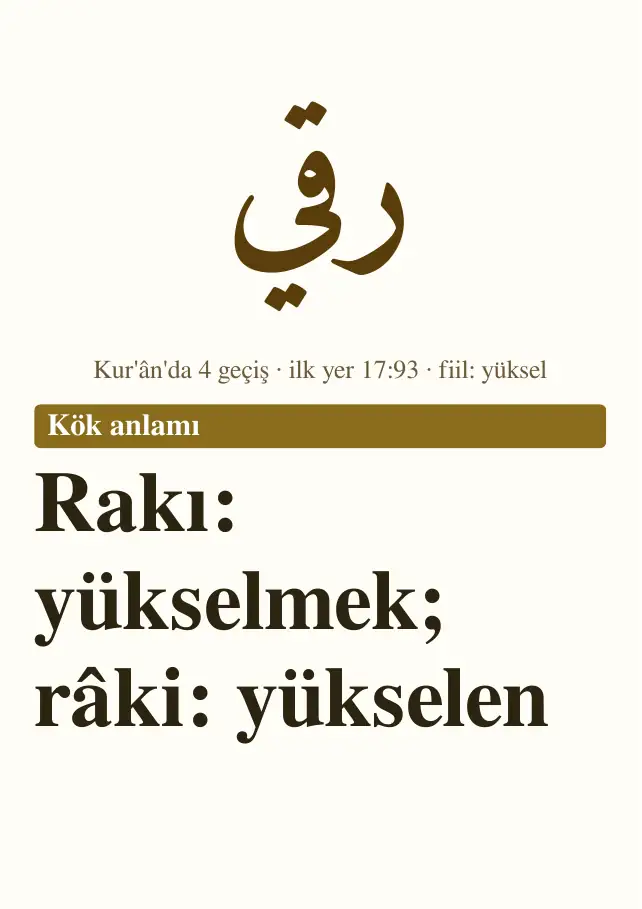 رقي
Kur'ân'da 4 geçiş · ilk yer 17:93 · fiil: yüksel
Kök anlamı
Rakı:
yükselmek;
râki: yükselen